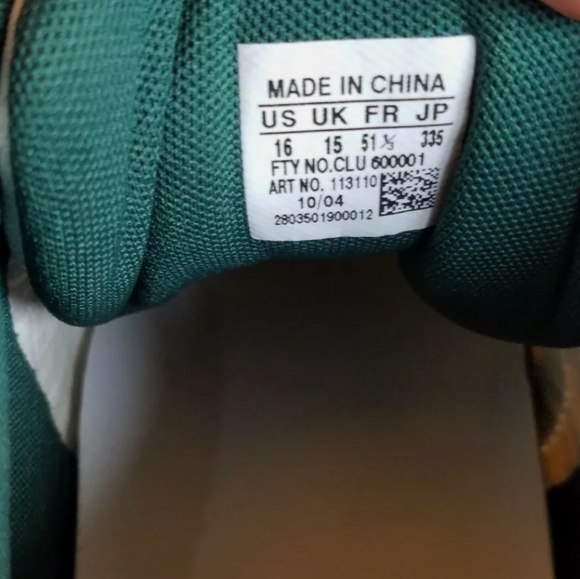 MADE IN CHINA
US UK FR JP
16 15 51⅓ 335
FTY NO.CLU 600001
ART NO. 113110
10/04
2803501900012